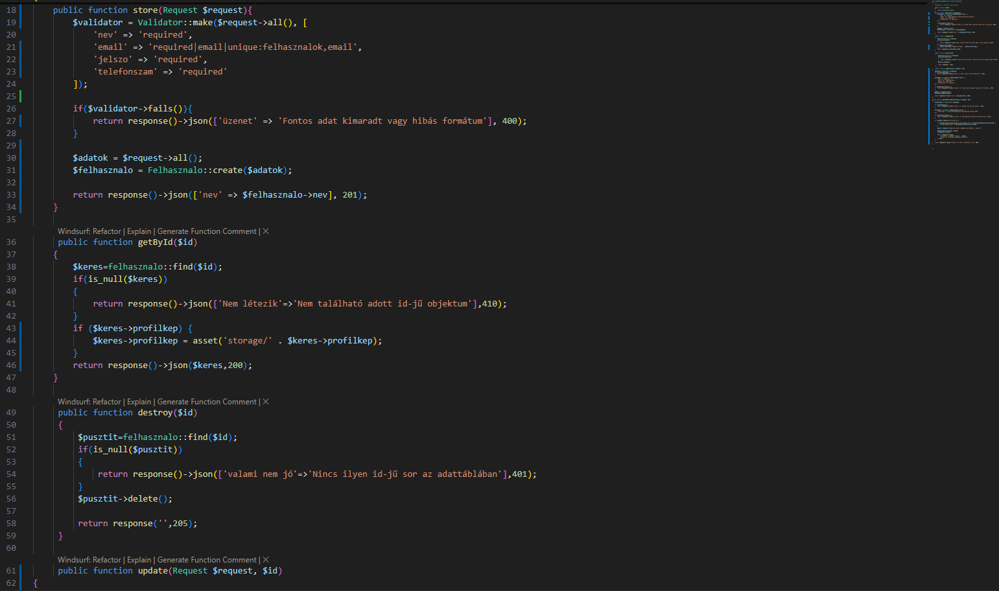 18 public function store(Request $request){
19 $validator = Validator::make($request->all(), [
20 'nev' => 'required',
21 'email' => 'required|email|unique:felhasznalok,email',
22 'jelszo' => 'required',
23 'telefonszam' => 'required'
24 ]);
25
26 if($validator->fails()){
27 return response()->json(['üzenet' => 'Fontos adat kimaradt vagy hibás formátum'], 400);
28 }
29
30 $adatok = $request->all();
31 $felhasznalo = Felhasznalo::create($adatok);
32
33 return response()->json(['nev' => $felhasznalo->nev], 201);
34 }
35
Windsurf: Refactor | Explain | Generate Function Comment | X
36 public function getById($id)
37 {
38 $keres=felhasznalo::find($id);
39 if(is_null($keres))
40 {
41 return response()->json(['Nem létezik'=>'Nem található adott id-jű objektum'],410);
42 }
43 if ($keres->profilkep) {
44 $keres->profilkep = asset('storage/' . $keres->profilkep);
45 }
46 return response()->json($keres,200);
47 }
48
Windsurf: Refactor | Explain | Generate Function Comment | X
49 public function destroy($id)
50 {
51 $pusztit=felhasznalo::find($id);
52 if(is_null($pusztit))
53 {
54 return response()->json(['valami nem jó'=>'Nincs ilyen id-jű sor az adattáblában'],401);
55 }
56 $pusztit->delete();
57
58 return response('',205);
59 }
60
Windsurf: Refactor | Explain | Generate Function Comment | X
61 public function update(Request $request, $id)
62 {